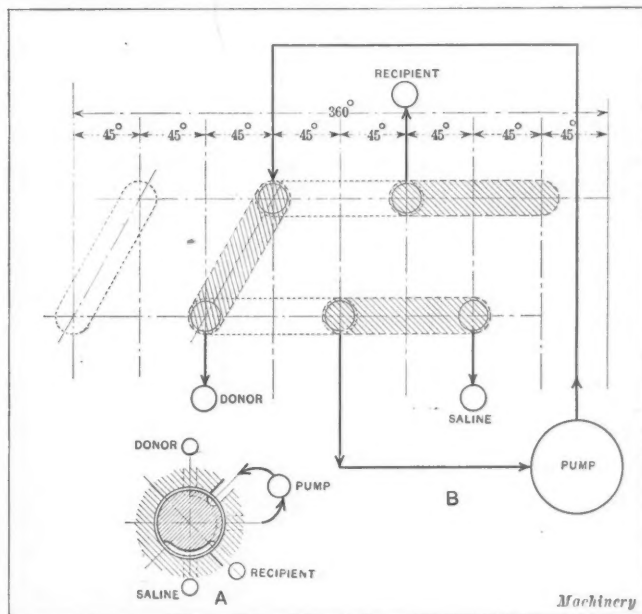 RECIPIENT
360°
45° 45° 45° 45° 45° 45° 45° 45°
DONOR
SALINE
DONOR
PUMP
PUMP
B
RECIPIENT
SALINE
A
Machinery